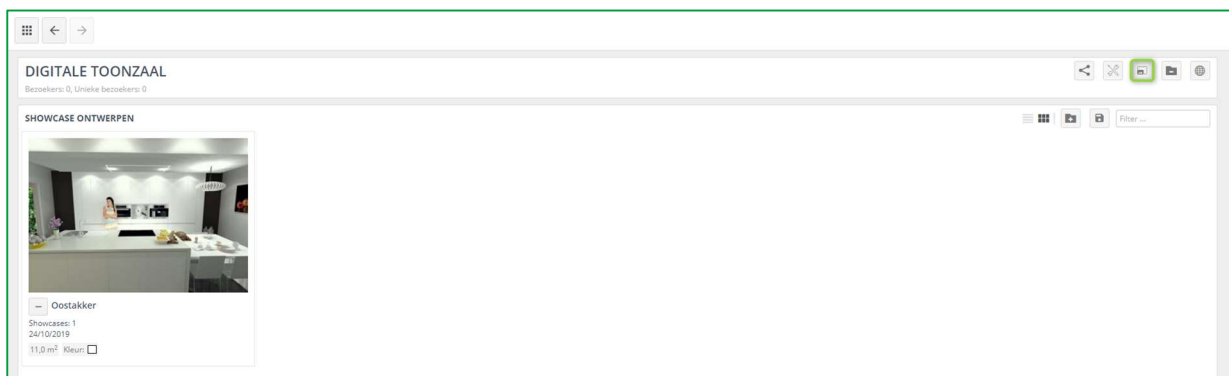 DIGITALE TOONZAAL
Bezoekers: 0, Unieke bezoekers: 0
SHOWCASE ONTWERPEN
Filter ...
Oostakker
Showcases: 1
24/10/2019
11,0 m² Kleur: